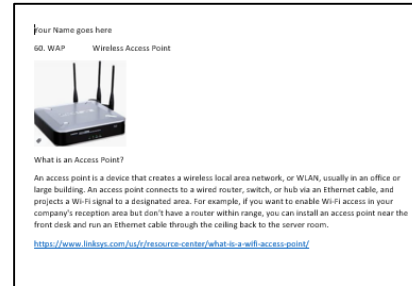 Your Name goes here
60. WAP Wireless Access Point
What is an Access Point?
An access point is a device that creates a wireless local area network, or WLAN, usually in an office or
large building. An access point connects to a wired router, switch, or hub via an Ethernet cable, and
projects a Wi-Fi signal to a designated area. For example, if you want to enable Wi-Fi access in your
company's reception area but don't have a router within range, you can install an access point near the
front desk and run an Ethernet cable through the ceiling back to the server room.
https://www.linksys.com/us/r/resource-center/what-is-a-wifi-access-point/